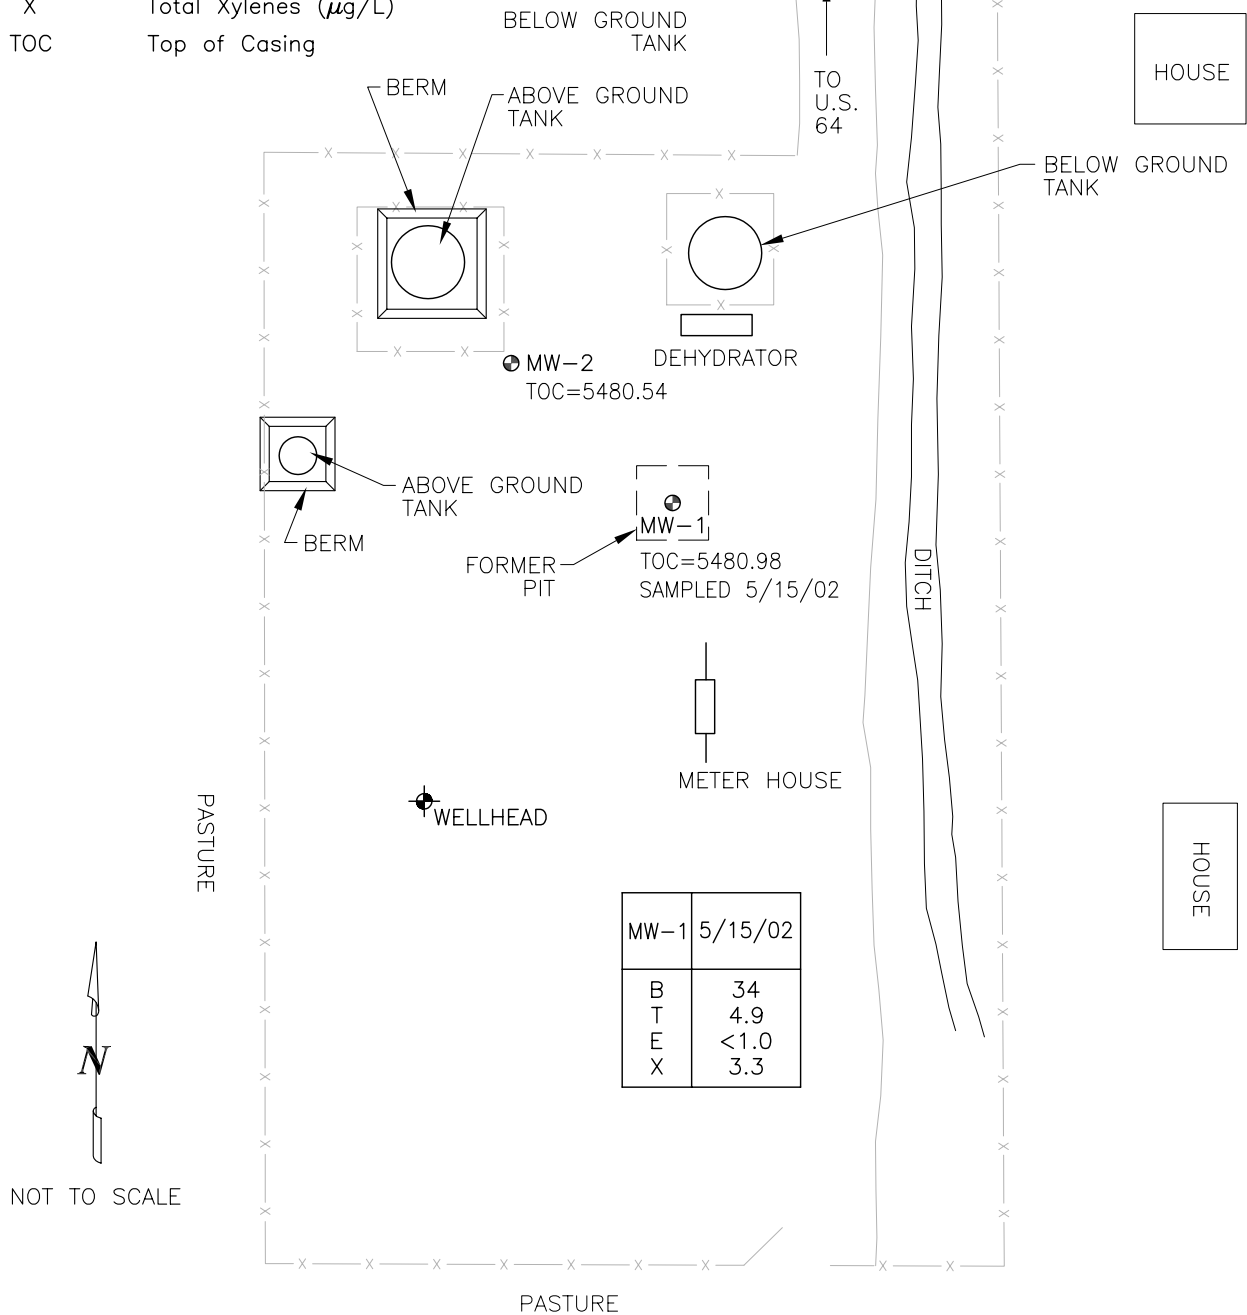 X Total Xylenes (μg/L)
TOC Top of Casing
BELOW GROUND
TANK
TO
U.S.
64
HOUSE
BERM
ABOVE GROUND
TANK
BELOW GROUND
TANK
DEHYDRATOR
MW-2
TOC=5480.54
ABOVE GROUND
TANK
BERM
MW-1
FORMER
PIT
TOC=5480.98
SAMPLED 5/15/02
DITCH
METER HOUSE
WELLHEAD
PASTURE
HOUSE
MW-1 5/15/02
B 34
T 4.9
E <1.0
X 3.3
N
NOT TO SCALE
PASTURE